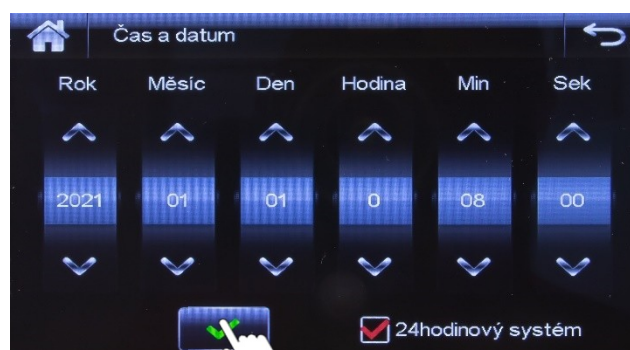 Čas a datum
Rok Měsíc Den Hodina Min Sek
2021 01 01 0 08 00
24hodinový systém